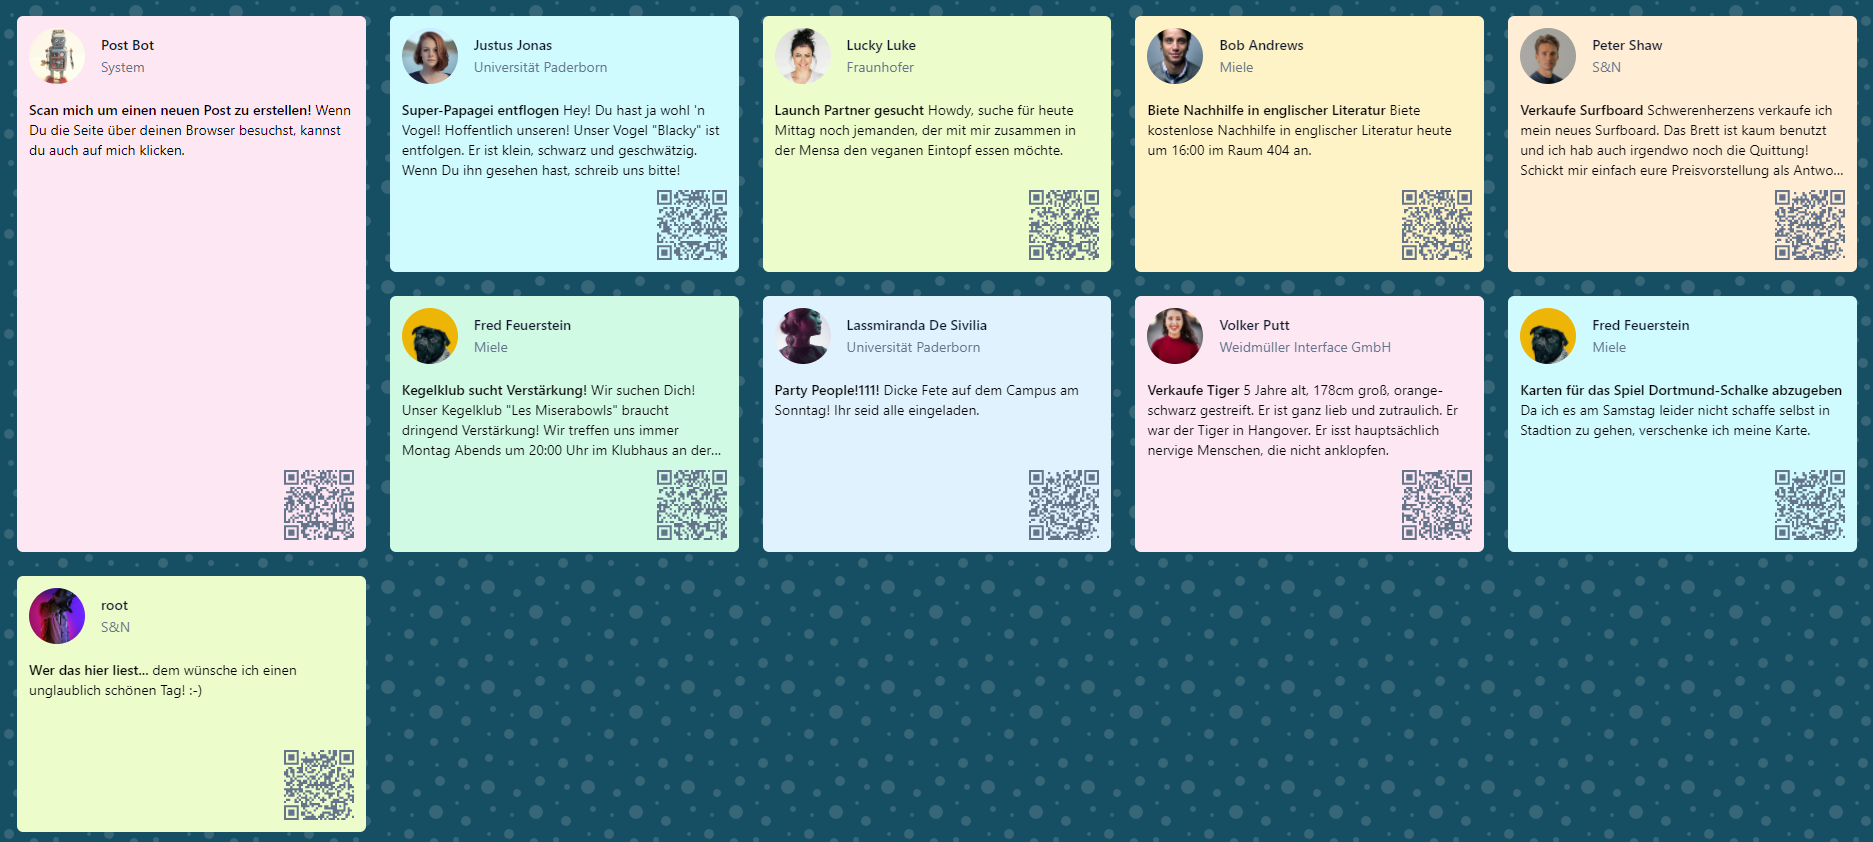 Post Bot
System
Scan mich um einen neuen Post zu erstellen! Wenn
Du die Seite über deinen Browser besuchst, kannst
du auch auf mich klicken.
Justus Jonas
Universität Paderborn
Super-Papagei entflogen Hey! Du hast ja wohl 'n
Vogel! Hoffentlich unseren! Unser Vogel "Blacky" ist
entfolgen. Er ist klein, schwarz und geschwätzig.
Wenn Du ihn gesehen hast, schreib uns bitte!
Lucky Luke
Fraunhofer
Launch Partner gesucht Howdy, suche für heute
Mittag noch jemanden, der mit mir zusammen in
der Mensa den veganen Eintopf essen möchte.
Bob Andrews
Miele
Biete Nachhilfe in englischer Literatur Biete
kostenlose Nachhilfe in englischer Literatur heute
um 16:00 im Raum 404 an.
Peter Shaw
S&N
Verkaufe Surfboard Schwerenherzens verkaufe ich
mein neues Surfboard. Das Brett ist kaum benutzt
und ich hab auch irgendwo noch die Quittung!
Schickt mir einfach eure Preisvorstellung als Antwo...
Fred Feuerstein
Miele
Kegelklub sucht Verstärkung! Wir suchen Dich!
Unser Kegelklub "Les Miserabowls" braucht
dringend Verstärkung! Wir treffen uns immer
Montag Abends um 20:00 Uhr im Klubhaus an der...
Lassmiranda De Sivilia
Universität Paderborn
Party People!111! Dicke Fete auf dem Campus am
Sonntag! Ihr seid alle eingeladen.
Volker Putt
Weidmüller Interface GmbH
Verkaufe Tiger 5 Jahre alt, 178cm groß, orange-
schwarz gestreift. Er ist ganz lieb und zutraulich. Er
war der Tiger in Hangover. Er isst hauptsächlich
nervige Menschen, die nicht anklopfen.
Fred Feuerstein
Miele
Karten für das Spiel Dortmund-Schalke abzugeben
Da ich es am Samstag leider nicht schaffe selbst in
Stadtion zu gehen, verschenke ich meine Karte.
root
S&N
Wer das hier liest... dem wünsche ich einen
unglaublich schönen Tag! :-)